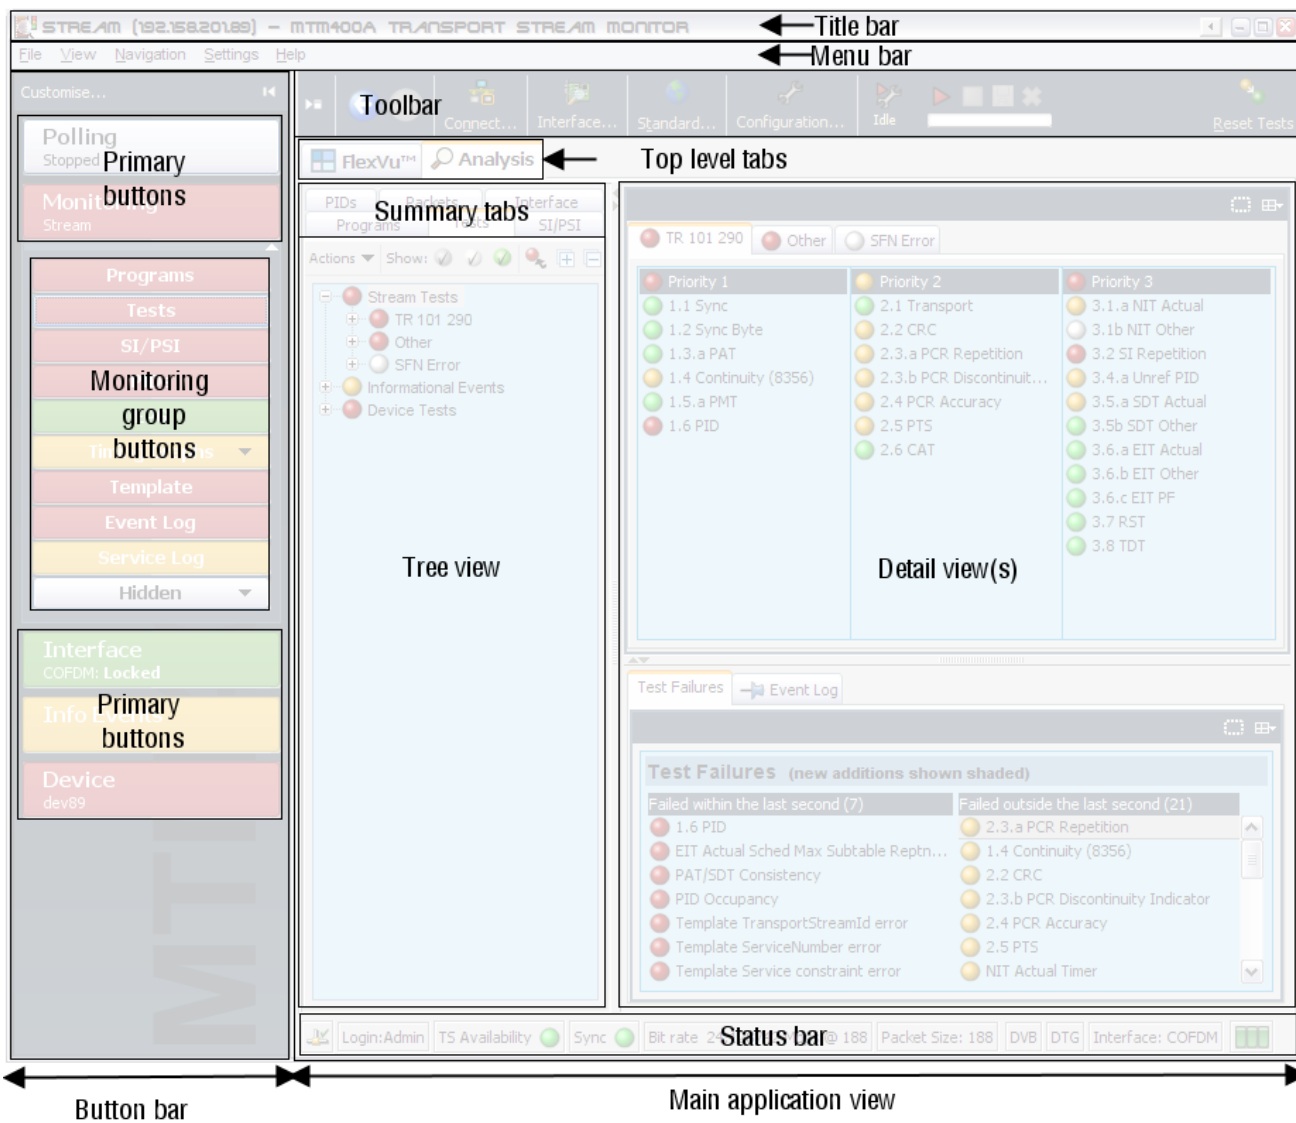 STREAM (192.158.201.89) - MTM400A TRANSPORT STREAM MONITOR
Title bar
File View Navigation Settings Help
Menu bar
Customise...
Toolbar
Connect...
Interface...
Standard...
Configuration...
Idle
Reset Tests
Polling
Stopped
Primary
buttons
Monitoring
Stream
FlexVu™
Analysis
Top level tabs
PIDs
Packets
Interface
Summary tabs
Programs
Tests
SI/PSI
Actions
Show:
Programs
Tests
SI/PSI
Monitoring
group
buttons
Template
Event Log
Service Log
Hidden
Stream Tests
TR 101 290
Other
SFN Error
Informational Events
Device Tests
Tree view
TR 101 290
Other
SFN Error
Priority 1
1.1 Sync
1.2 Sync Byte
1.3.a PAT
1.4 Continuity (8356)
1.5.a PMT
1.6 PID
Priority 2
2.1 Transport
2.2 CRC
2.3.a PCR Repetition
2.3.b PCR Discontinuit...
2.4 PCR Accuracy
2.5 PTS
2.6 CAT
Priority 3
3.1.a NIT Actual
3.1b NIT Other
3.2 SI Repetition
3.4.a Unref PID
3.5.a SDT Actual
3.5b SDT Other
3.6.a EIT Actual
3.6.b EIT Other
3.6.c EIT PF
3.7 RST
3.8 TDT
Detail view(s)
Interface
COFDM: Locked
Primary
buttons
Info Events
Device
dev89
MT
Test Failures
Event Log
Test Failures (new additions shown shaded)
Failed within the last second (7)
1.6 PID
EIT Actual Sched Max Subtable Reptn...
PAT/SDT Consistency
PID Occupancy
Template TransportStreamId error
Template ServiceNumber error
Template Service constraint error
Failed outside the last second (21)
2.3.a PCR Repetition
1.4 Continuity (8356)
2.2 CRC
2.3.b PCR Discontinuity Indicator
2.4 PCR Accuracy
2.5 PTS
NIT Actual Timer
Login:Admin
TS Availability
Sync
Bit rate
@ 188
Status bar
Packet Size: 188
DVB
DTG
Interface: COFDM
Button bar
Main application view